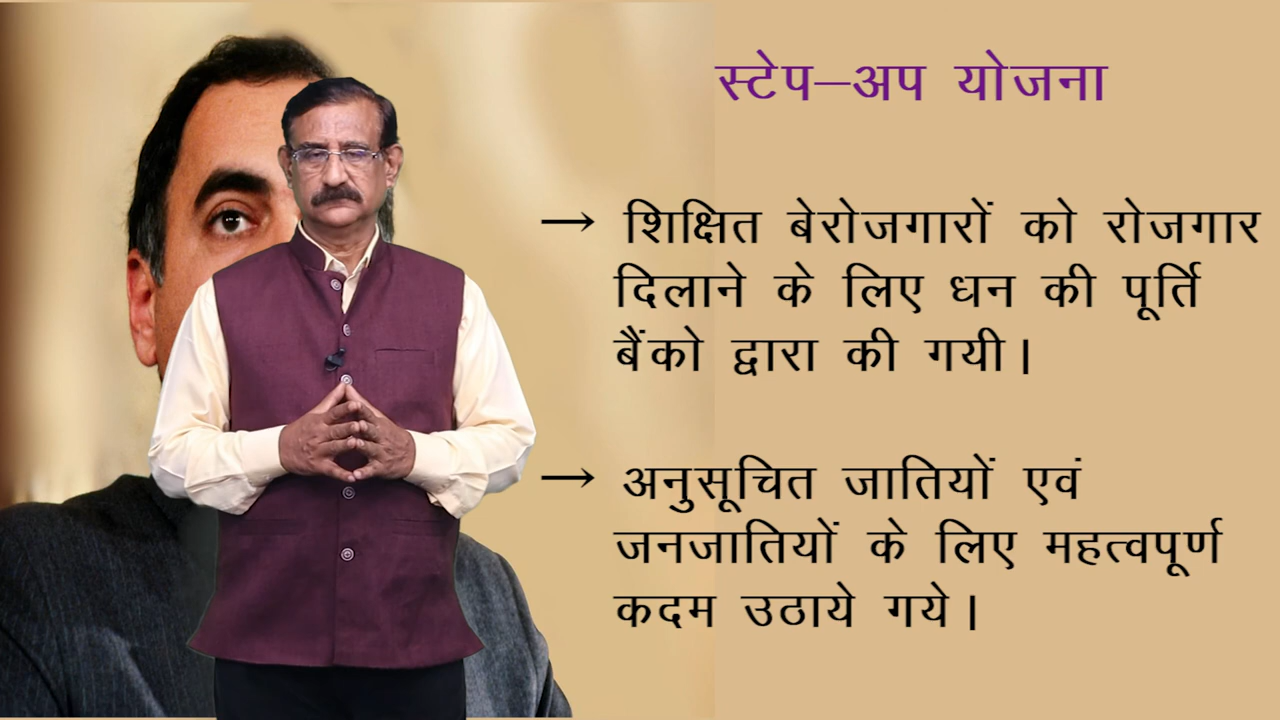 स्टेप–अप योजना
→ शिक्षित बेरोजगारों को रोजगार
दिलाने के लिए धन की पूर्ति
बैंको द्वारा की गयी।
→ अनुसूचित जातियों एवं
जनजातियों के लिए महत्वपूर्ण
कदम उठाये गये।